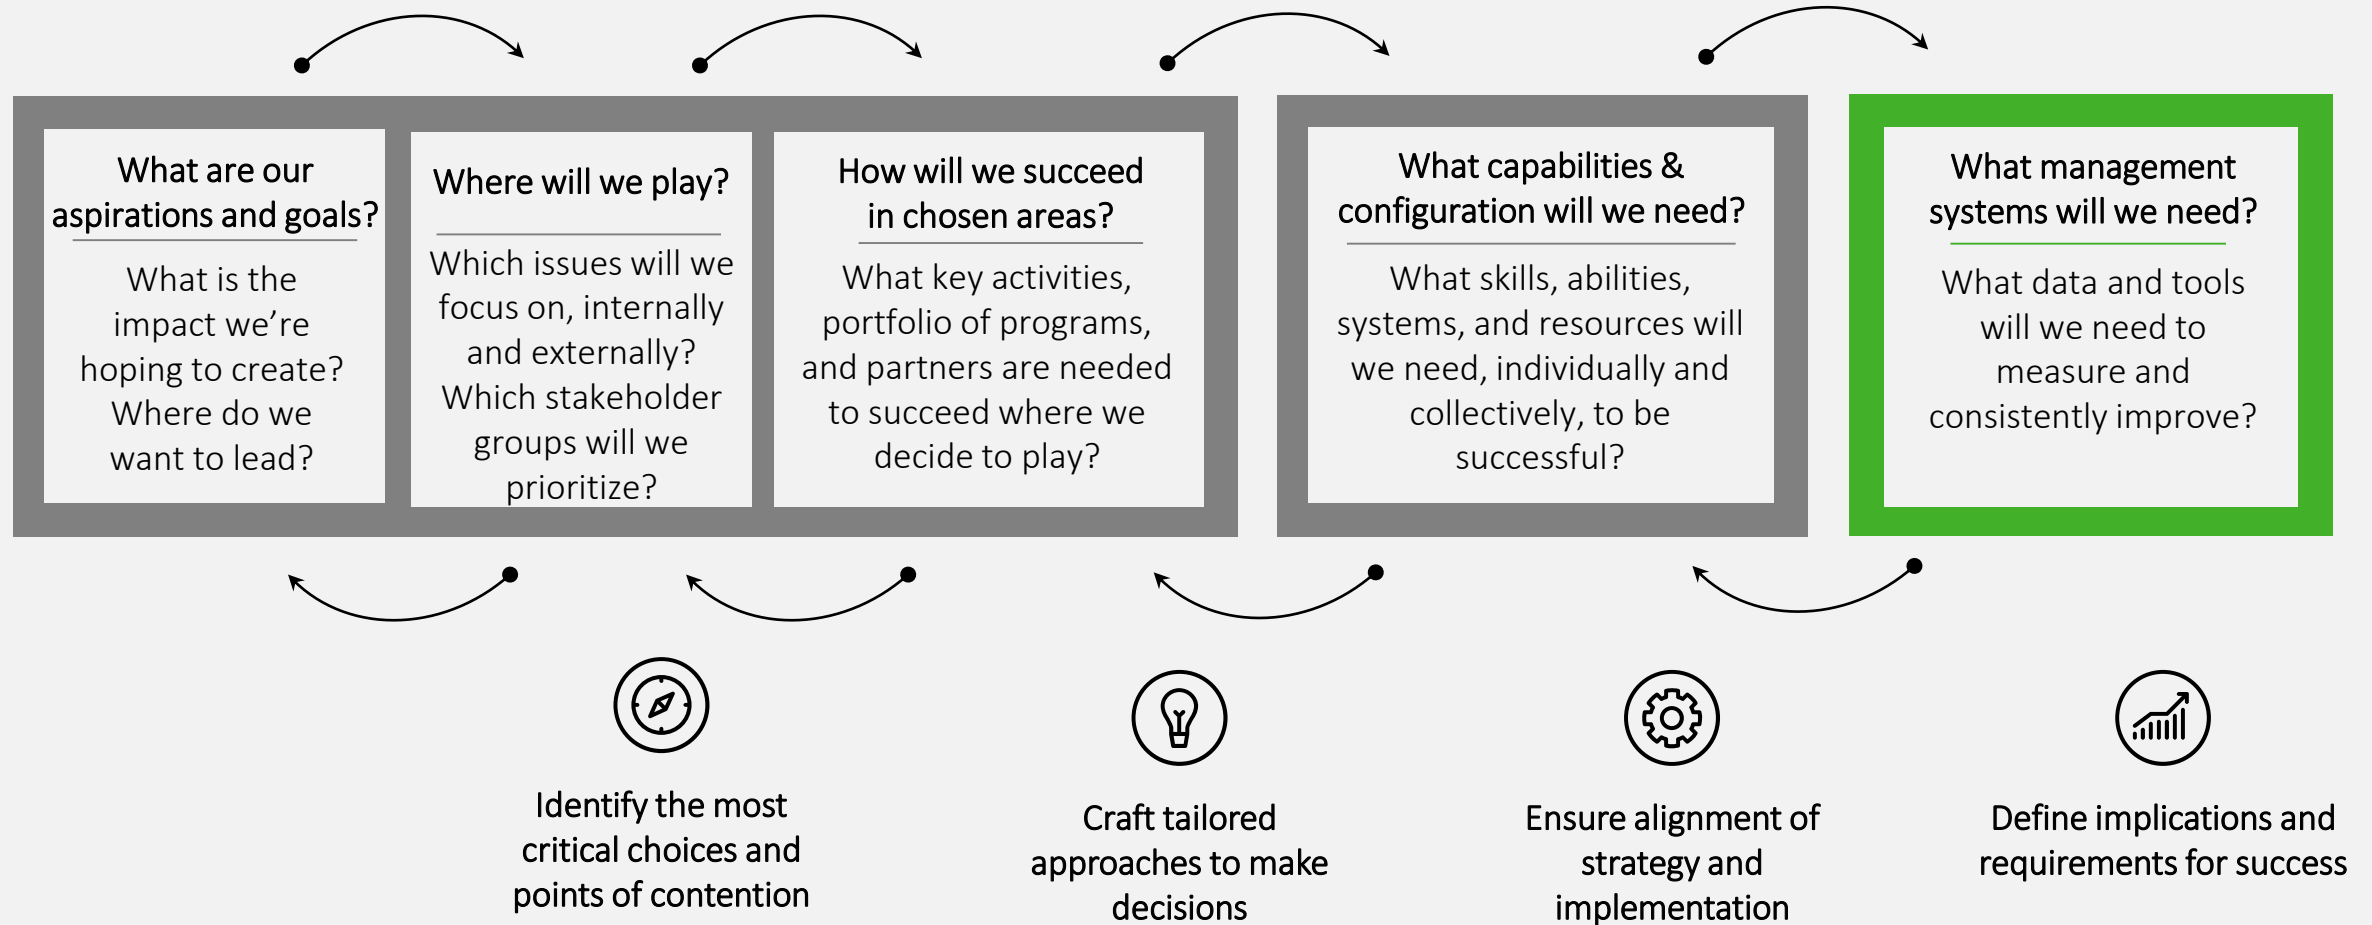 What are our
aspirations and goals?
What is the
impact we’re
hoping to create?
Where do we
want to lead?
Where will we play?
Which issues will we
focus on, internally
and externally?
Which stakeholder
groups will we
prioritize?
How will we succeed
in chosen areas?
What key activities,
portfolio of programs,
and partners are needed
to succeed where we
decide to play?
What capabilities &
configuration will we need?
What skills, abilities,
systems, and resources will
we need, individually and
collectively, to be
successful?
What management
systems will we need?
What data and tools
will we need to
measure and
consistently improve?
Identify the most
critical choices and
points of contention
Craft tailored
approaches to make
decisions
Ensure alignment of
strategy and
implementation
Define implications and
requirements for success